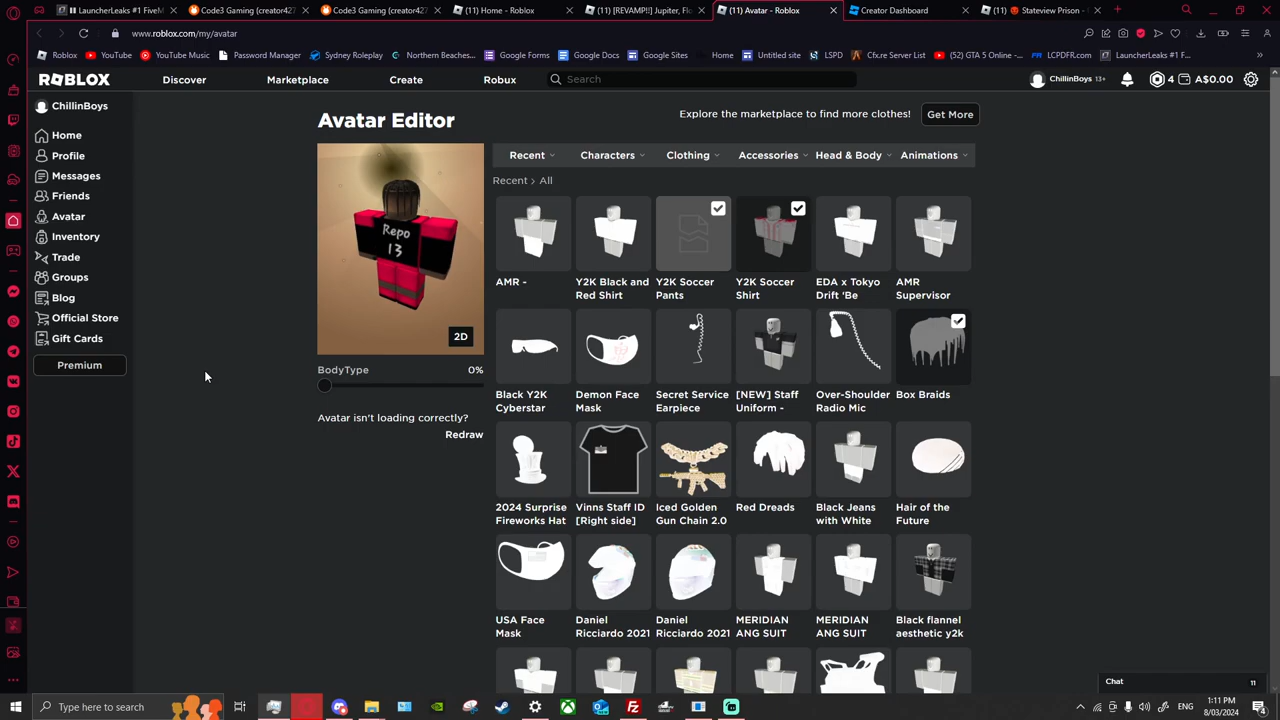 (1) LauncherLeaks #1 FiveM
Code3 Gaming (creator427
Code3 Gaming (creator427
(11) Home - Roblox
(11) [REVAMP!!] Jupiter, Flo
(11) Avatar - Roblox
Creator Dashboard
(11) Stateview Prison -
www.roblox.com/my/avatar
Roblox YouTube YouTube Music Password Manager Sydney Roleplay Northern Beaches... Google Forms Google Docs Google Sites Home Untitled site LSPD Cfx.re Server List (52) GTA 5 Online -... LCPDFR.com LauncherLeaks #1 F...
ROBLOX Discover Marketplace Create Robux Search ChillinBoys 13+ 4 A$0.00
ChillinBoys
Home
Profile
Messages
Friends
Avatar
Inventory
Trade
Groups
Blog
Official Store
Gift Cards
Premium
Avatar Editor
Explore the marketplace to find more clothes! Get More
Repo
13
2D
BodyType 0%
Avatar isn't loading correctly?
Redraw
Recent Characters Clothing Accessories Head & Body Animations
Recent > All
AMR -
Y2K Black and
Red Shirt
Y2K Soccer
Pants
Y2K Soccer
Shirt
EDA x Tokyo
Drift 'Be
AMR
Supervisor
Black Y2K
Cyberstar
Demon Face
Mask
Secret Service
Earpiece
[NEW] Staff
Uniform -
Over-Shoulder
Radio Mic
Box Braids
2024 Surprise
Fireworks Hat
Vinns Staff ID
[Right side]
Iced Golden
Gun Chain 2.0
Red Dreads
Black Jeans
with White
Hair of the
Future
USA Face
Mask
Daniel
Ricciardo 2021
Daniel
Ricciardo 2021
MERIDIAN
ANG SUIT
MERIDIAN
ANG SUIT
Black flannel
aesthetic y2k
Chat 11
Type here to search
ENG
1:11 PM
8/03/2024
4